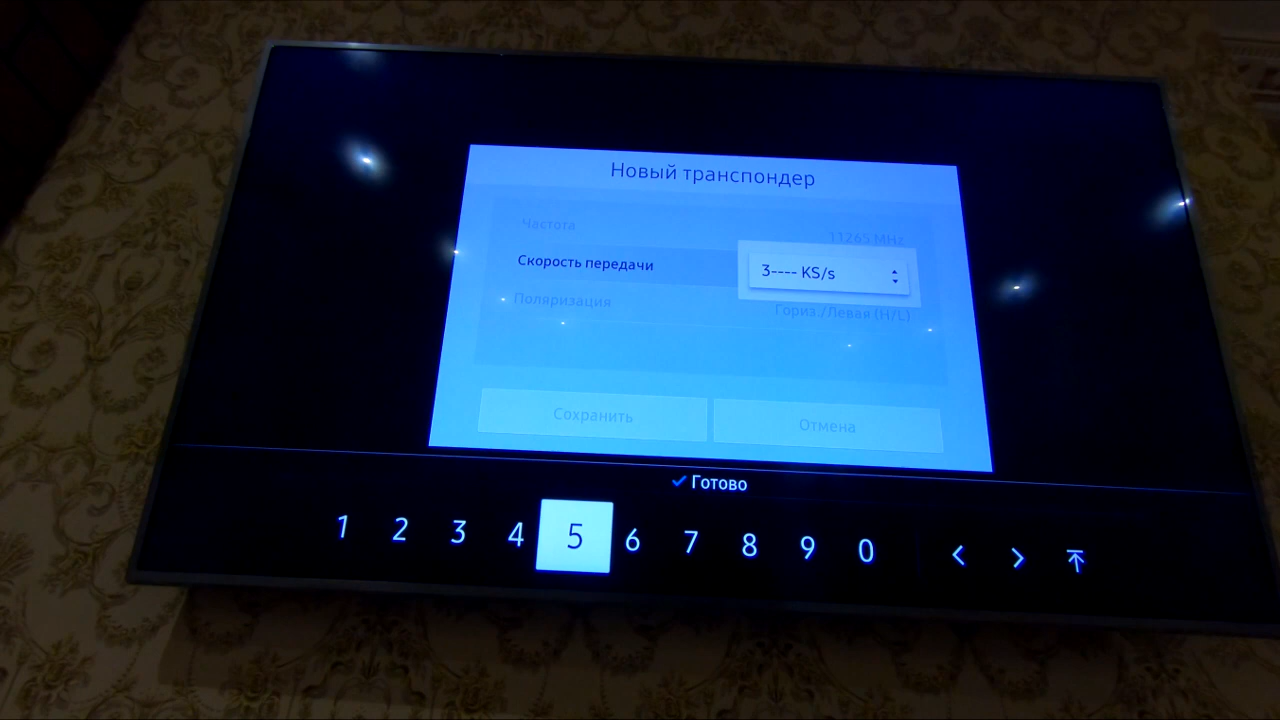 Новый транспондер
Частота 11265 MHz
Скорость передачи 3---- KS/s
Поляризация Гориз./Левая (H/L)
Сохранить Отмена
Готово
1 2 3 4 5 6 7 8 9 0